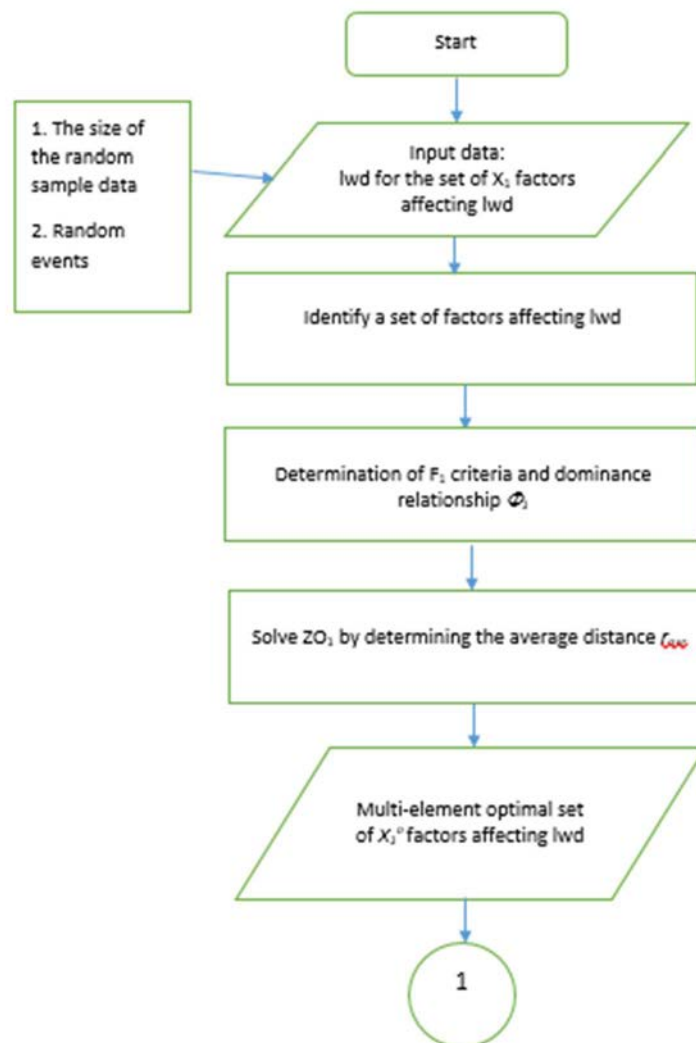 Start
1. The size of
the random
sample data
2. Random
events
Input data:
lwd for the set of X₁ factors
affecting lwd
Identify a set of factors affecting lwd
Determination of F₁ criteria and dominance
relationship Φ₁
Solve ZO₁ by determining the average distance
Multi-element optimal set
of X₁º factors affecting lwd
1